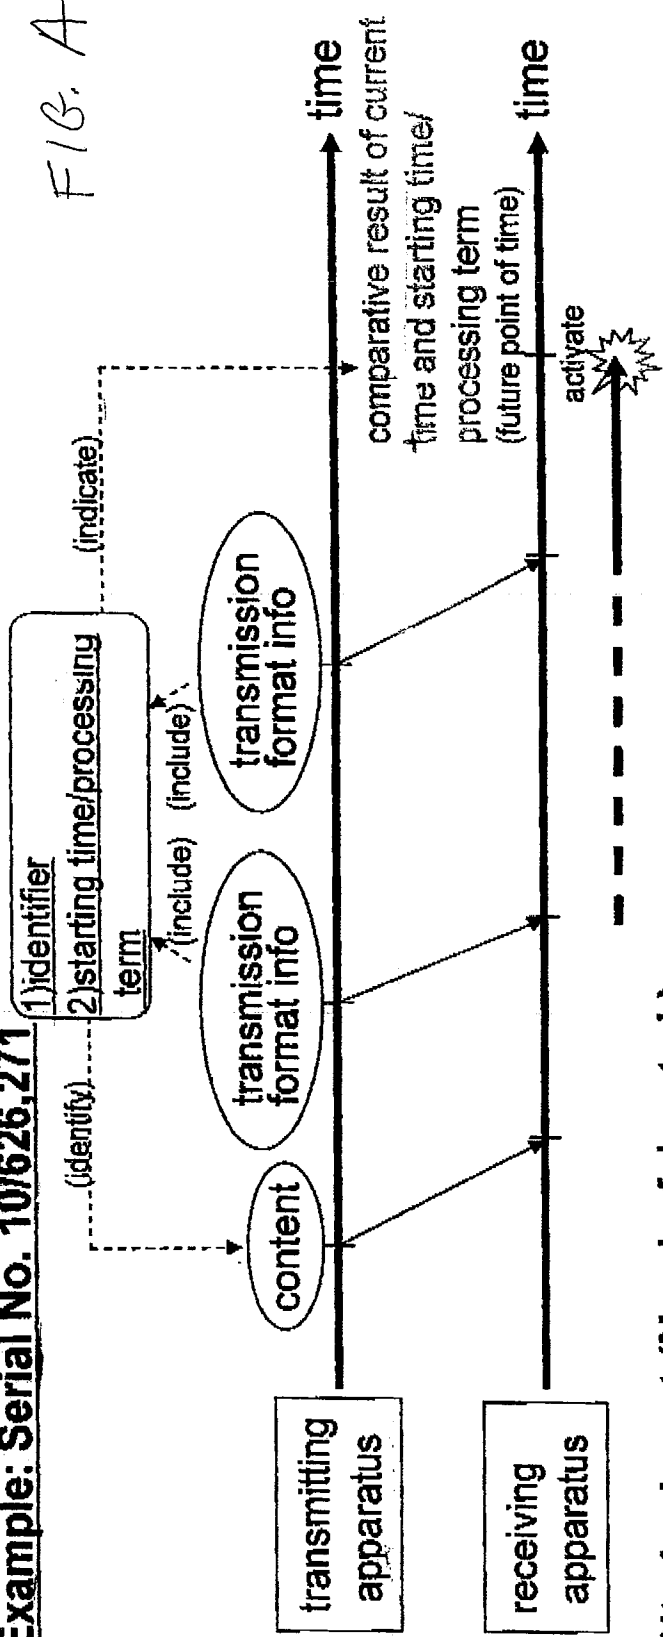 FIG. A
Example: Serial No. 10/626,271
1)identifier
2)starting time/processing
term
(identify)
(indicate)
(include)
(include)
content
transmission
format info
transmission
format info
transmitting
apparatus
time
comparative result of current
time and starting time/
processing term
(future point of time)
receiving
apparatus
time
activate